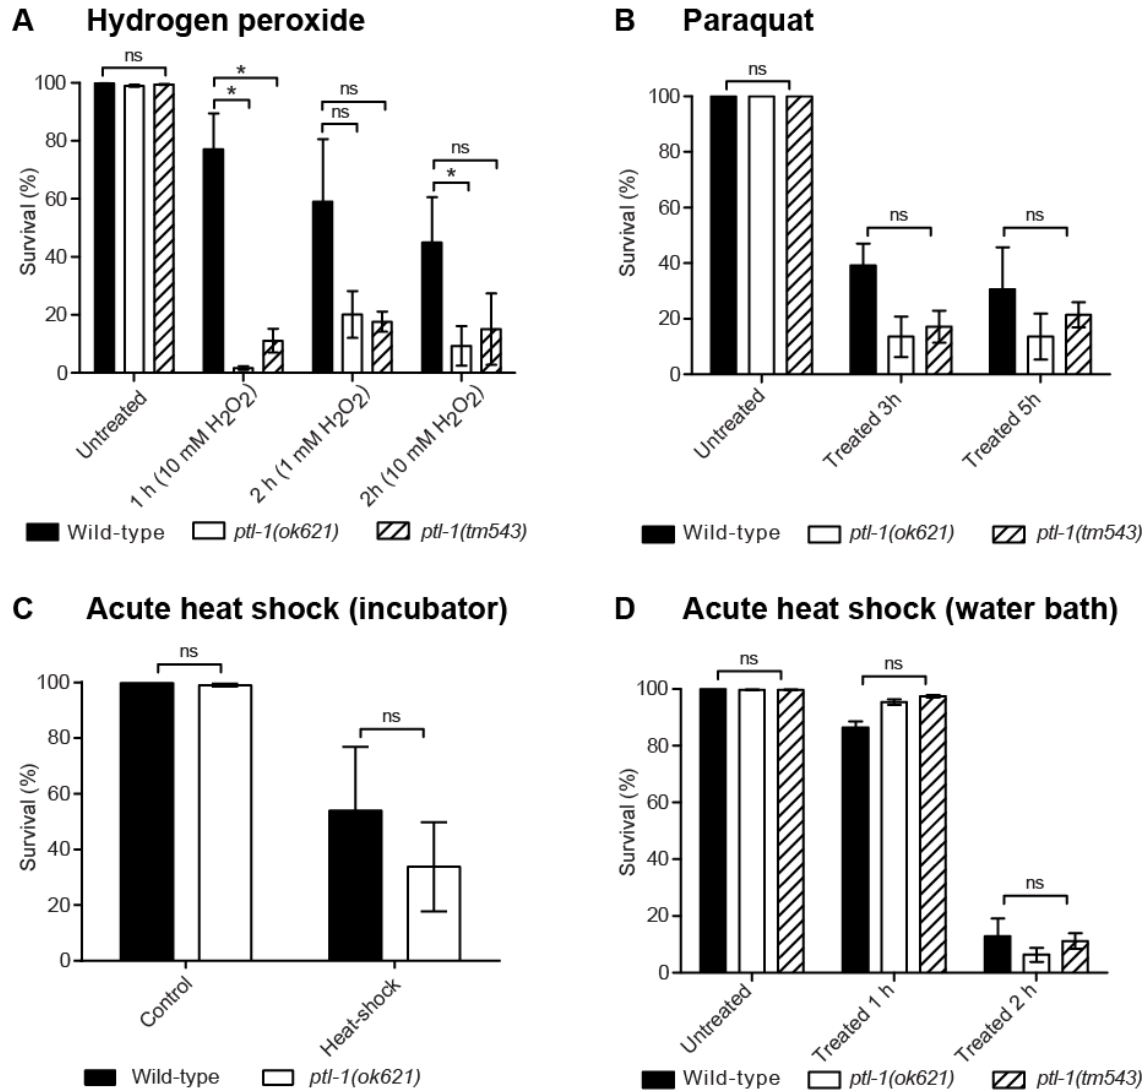 A Hydrogen peroxide
ns
*
*
ns
ns
ns
*
100
80
60
40
20
0
Survival (%)
Untreated
1 h (10 mM H₂O₂)
2 h (1 mM H₂O₂)
2h (10 mM H₂O₂)
Wild-type ptl-1(ok621) ptl-1(tm543)
B Paraquat
ns
ns
ns
100
80
60
40
20
0
Survival (%)
Untreated
Treated 3h
Treated 5h
Wild-type ptl-1(ok621) ptl-1(tm543)
C Acute heat shock (incubator)
ns
ns
100
80
60
40
20
0
Survival (%)
Control
Heat-shock
Wild-type ptl-1(ok621)
D Acute heat shock (water bath)
ns
ns
ns
100
80
60
40
20
0
Survival (%)
Untreated
Treated 1 h
Treated 2 h
Wild-type ptl-1(ok621) ptl-1(tm543)